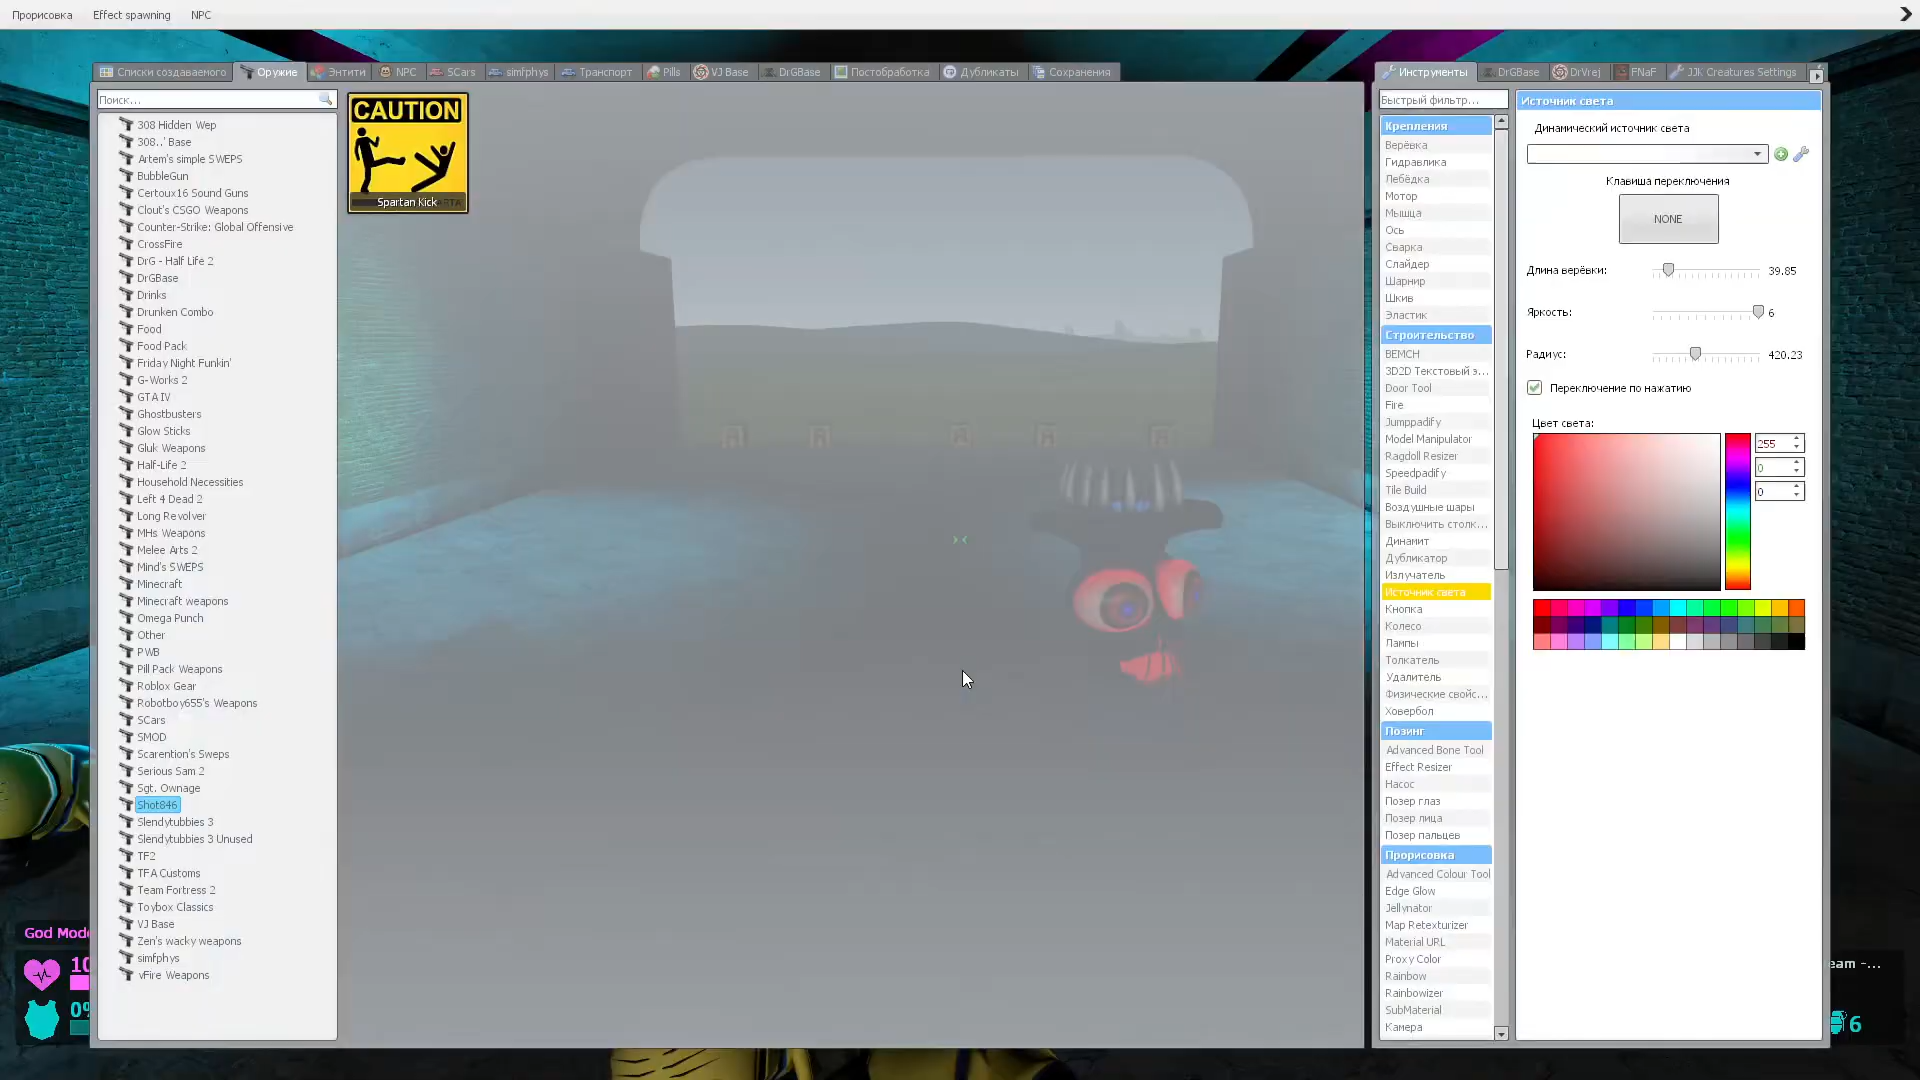 Прорисовка
Effect spawning
NPC
Списки создаваемого
Оружие
Энтити
NPC
SCars
simfphys
Транспорт
Pills
VJ Base
DrGBase
Постобработка
Дубликаты
Сохранения
Инструменты
DrGBase
DrVrej
FNaF
JJK Creatures Settings
Поиск...
308 Hidden Wep
308..' Base
Artem's simple SWEPS
BubbleGun
Certoux16 Sound Guns
Clout's CSGO Weapons
Counter-Strike: Global Offensive
CrossFire
DrG - Half Life 2
DrGBase
Drinks
Drunken Combo
Food
Food Pack
Friday Night Funkin'
G-Works 2
GTA IV
Ghostbusters
Glow Sticks
Gluk Weapons
Half-Life 2
Household Necessities
Left 4 Dead 2
Long Revolver
MHs Weapons
Melee Arts 2
Mind's SWEPS
Minecraft
Minecraft weapons
Omega Punch
Other
PWB
Pill Pack Weapons
Roblox Gear
Robotboy655's Weapons
SCars
SMOD
Scarention's Sweps
Serious Sam 2
Sgt. Ownage
Shot846
Slendytubbies 3
Slendytubbies 3 Unused
TF2
TFA Customs
Team Fortress 2
Toybox Classics
VJ Base
Zen's wacky weapons
simfphys
vFire Weapons
CAUTION
Spartan Kick
Быстрый фильтр...
Крепления
Верёвка
Гидравлика
Лебёдка
Мотор
Мышца
Ось
Сварка
Слайдер
Шарнир
Шкив
Эластик
Строительство
BEMCH
3D2D Текстовый э...
Door Tool
Fire
Jumppadify
Model Manipulator
Ragdoll Resizer
Speedpadify
Tile Build
Воздушные шары
Выключить столк...
Динамит
Дубликатор
Излучатель
Источник света
Кнопка
Колесо
Лампы
Толкатель
Удалитель
Физические свойс...
Ховербол
Позинг
Advanced Bone Tool
Effect Resizer
Насос
Позер глаз
Позер лица
Позер пальцев
Прорисовка
Advanced Colour Tool
Edge Glow
Jellynator
Map Retexturizer
Material URL
Proxy Color
Rainbow
Rainbowizer
SubMaterial
Камера
Источник света
Динамический источник света
Клавиша переключения
NONE
Длина верёвки: 39.85
Яркость: 6
Радиус: 420.23
Переключение по нажатию
Цвет света:
255
0
0
God Mode
10
0%
eam -...
6